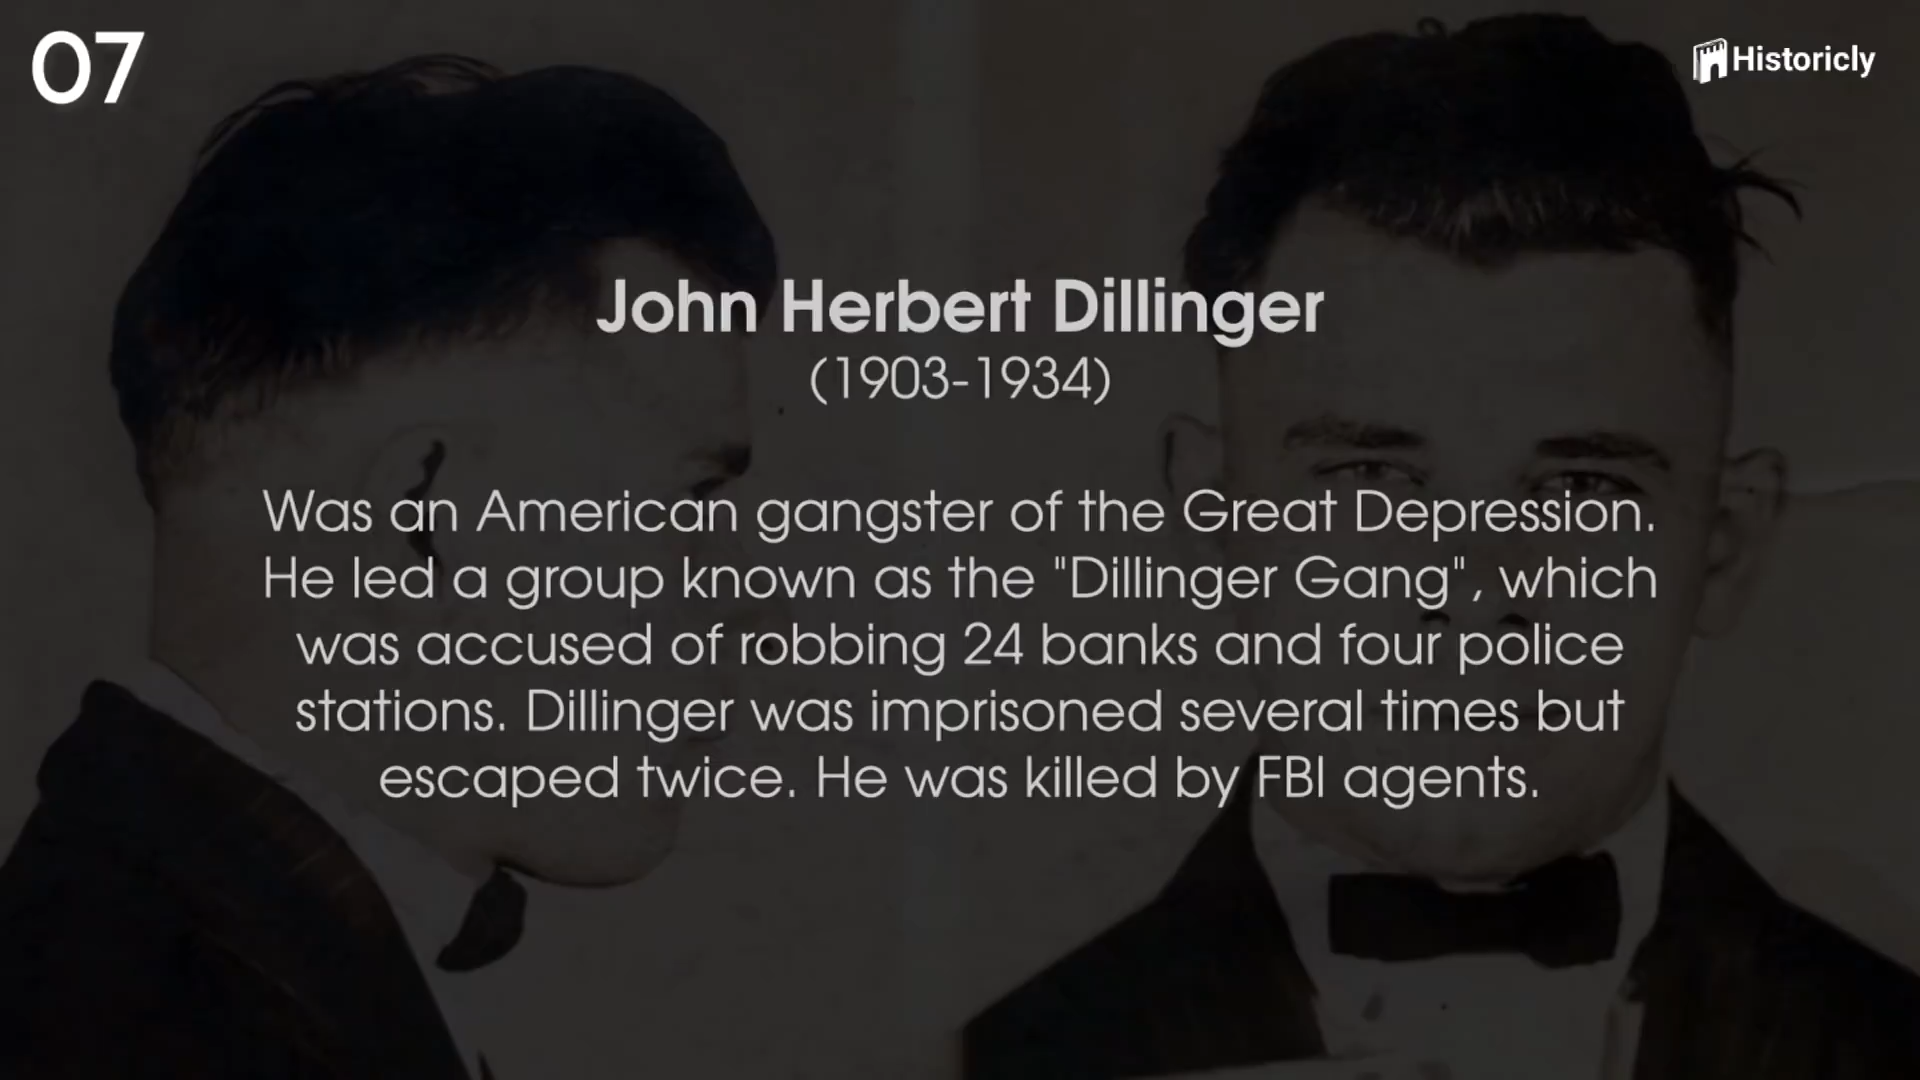 07
Historicly
John Herbert Dillinger
(1903-1934)
Was an American gangster of the Great Depression.
He led a group known as the "Dillinger Gang", which
was accused of robbing 24 banks and four police
stations. Dillinger was imprisoned several times but
escaped twice. He was killed by FBI agents.